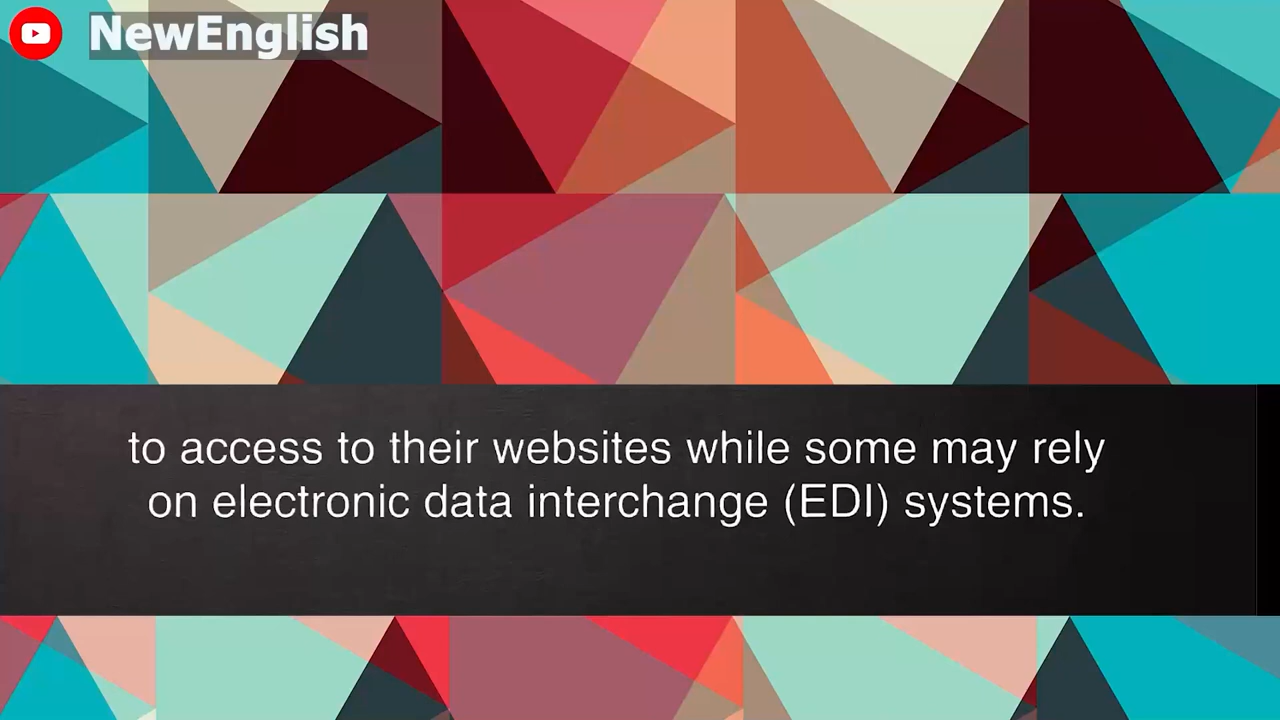 NewEnglish
to access to their websites while some may rely
on electronic data interchange (EDI) systems.